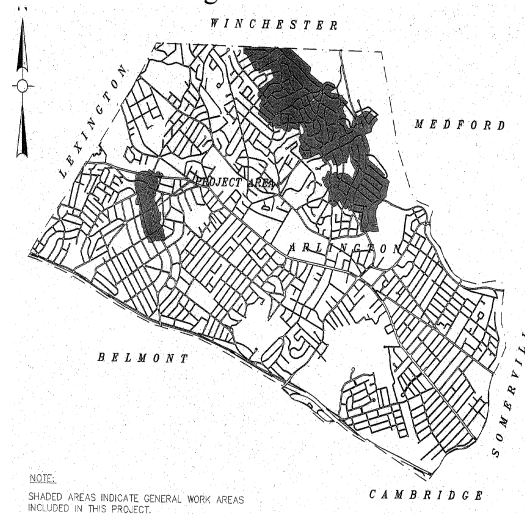 WINCHESTER
LEXINGTON
MEDFORD
PROJECT AREA
ARLINGTON
BELMONT
SOMERVILL
CAMBRIDGE
NOTE:
SHADED AREAS INDICATE GENERAL WORK AREAS
INCLUDED IN THIS PROJECT.